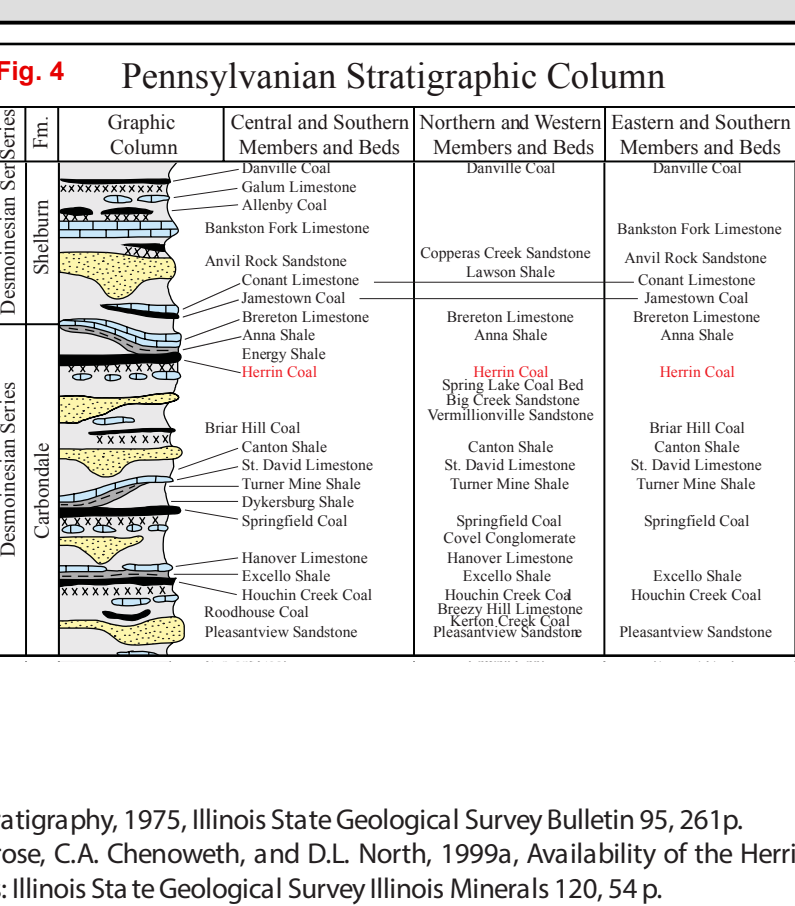 Fig. 4 Pennsylvanian Stratigraphic Column
Series
Fm.
Graphic Column
Central and Southern Members and Beds
Northern and Western Members and Beds
Eastern and Southern Members and Beds
Desmoinesian Series
Shelburn
Desmoinesian Series
Carbondale
Danville Coal
Galum Limestone
Allenby Coal
Bankston Fork Limestone
Anvil Rock Sandstone
Conant Limestone
Jamestown Coal
Brereton Limestone
Anna Shale
Energy Shale
Herrin Coal
Briar Hill Coal
Canton Shale
St. David Limestone
Turner Mine Shale
Dykersburg Shale
Springfield Coal
Hanover Limestone
Excello Shale
Houchin Creek Coal
Roodhouse Coal
Pleasantview Sandstone
Danville Coal
Copperas Creek Sandstone
Lawson Shale
Brereton Limestone
Anna Shale
Herrin Coal
Spring Lake Coal Bed
Big Creek Sandstone
Vermillionville Sandstone
Canton Shale
St. David Limestone
Turner Mine Shale
Springfield Coal
Covel Conglomerate
Hanover Limestone
Excello Shale
Houchin Creek Coal
Breezy Hill Limestone
Kerton Creek Coal
Pleasantview Sandstone
Danville Coal
Bankston Fork Limestone
Anvil Rock Sandstone
Conant Limestone
Jamestown Coal
Brereton Limestone
Anna Shale
Herrin Coal
Briar Hill Coal
Canton Shale
St. David Limestone
Turner Mine Shale
Springfield Coal
Excello Shale
Houchin Creek Coal
Pleasantview Sandstone
ratigraphy, 1975, Illinois State Geological Survey Bulletin 95, 261p.
rose, C.A. Chenoweth, and D.L. North, 1999a, Availability of the Herri
s: Illinois State Geological Survey Illinois Minerals 120, 54 p.